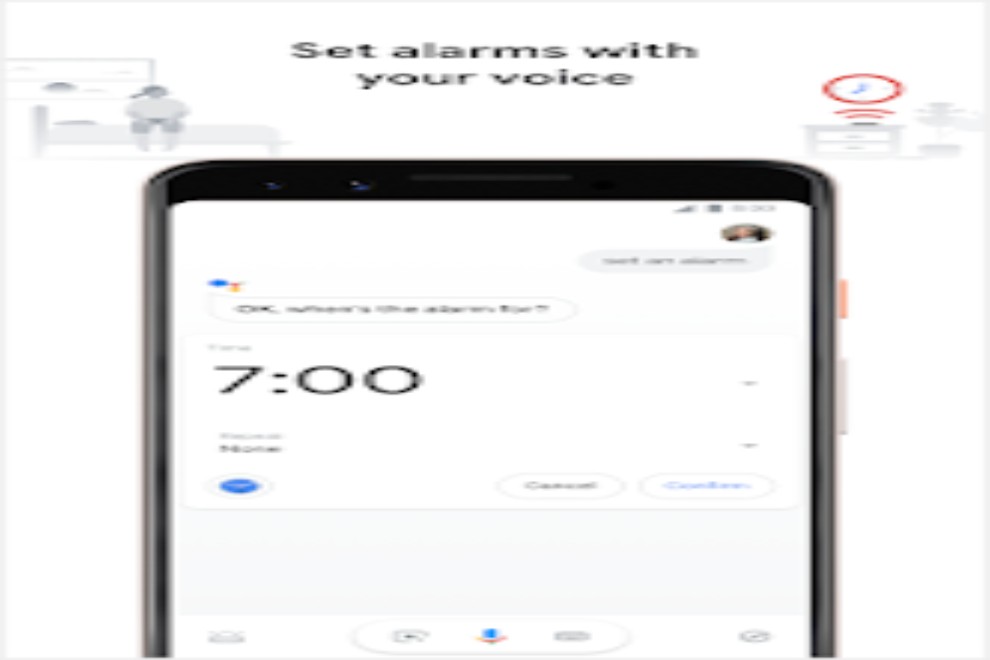 Set alarms with
your voice
set an alarm
OK, when's the alarm for?
Time
7:00
Repeat
None
Cancel
Confirm